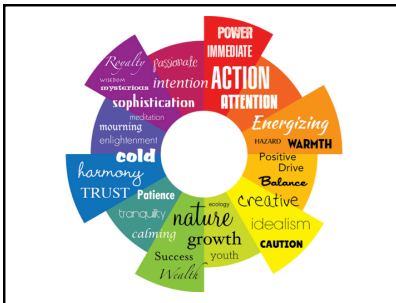 POWER
IMMEDIATE
ACTION
ATTENTION
Energizing
HAZARD WARMTH
Positive
Drive
Balance
creative
idealism
CAUTION
ecology
nature
growth
youth
Success
Wealth
Patience
tranquility
calming
cold
harmony
TRUST
meditation
mourning
enlightenment
Royalty
WISDOM
mysterious
sophistication
passionate
intention